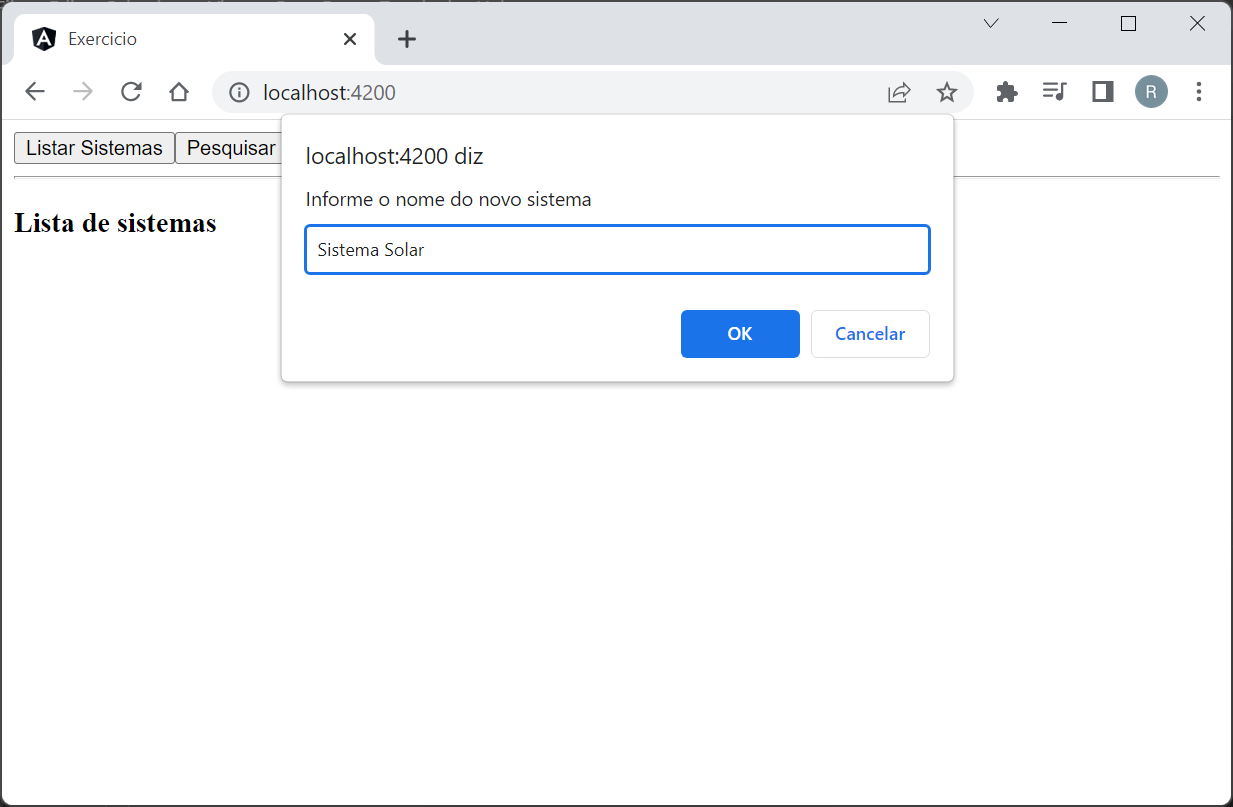 Exercicio
localhost:4200
R
Listar Sistemas Pesquisar
Lista de sistemas
localhost:4200 diz
Informe o nome do novo sistema
Sistema Solar
OK Cancelar